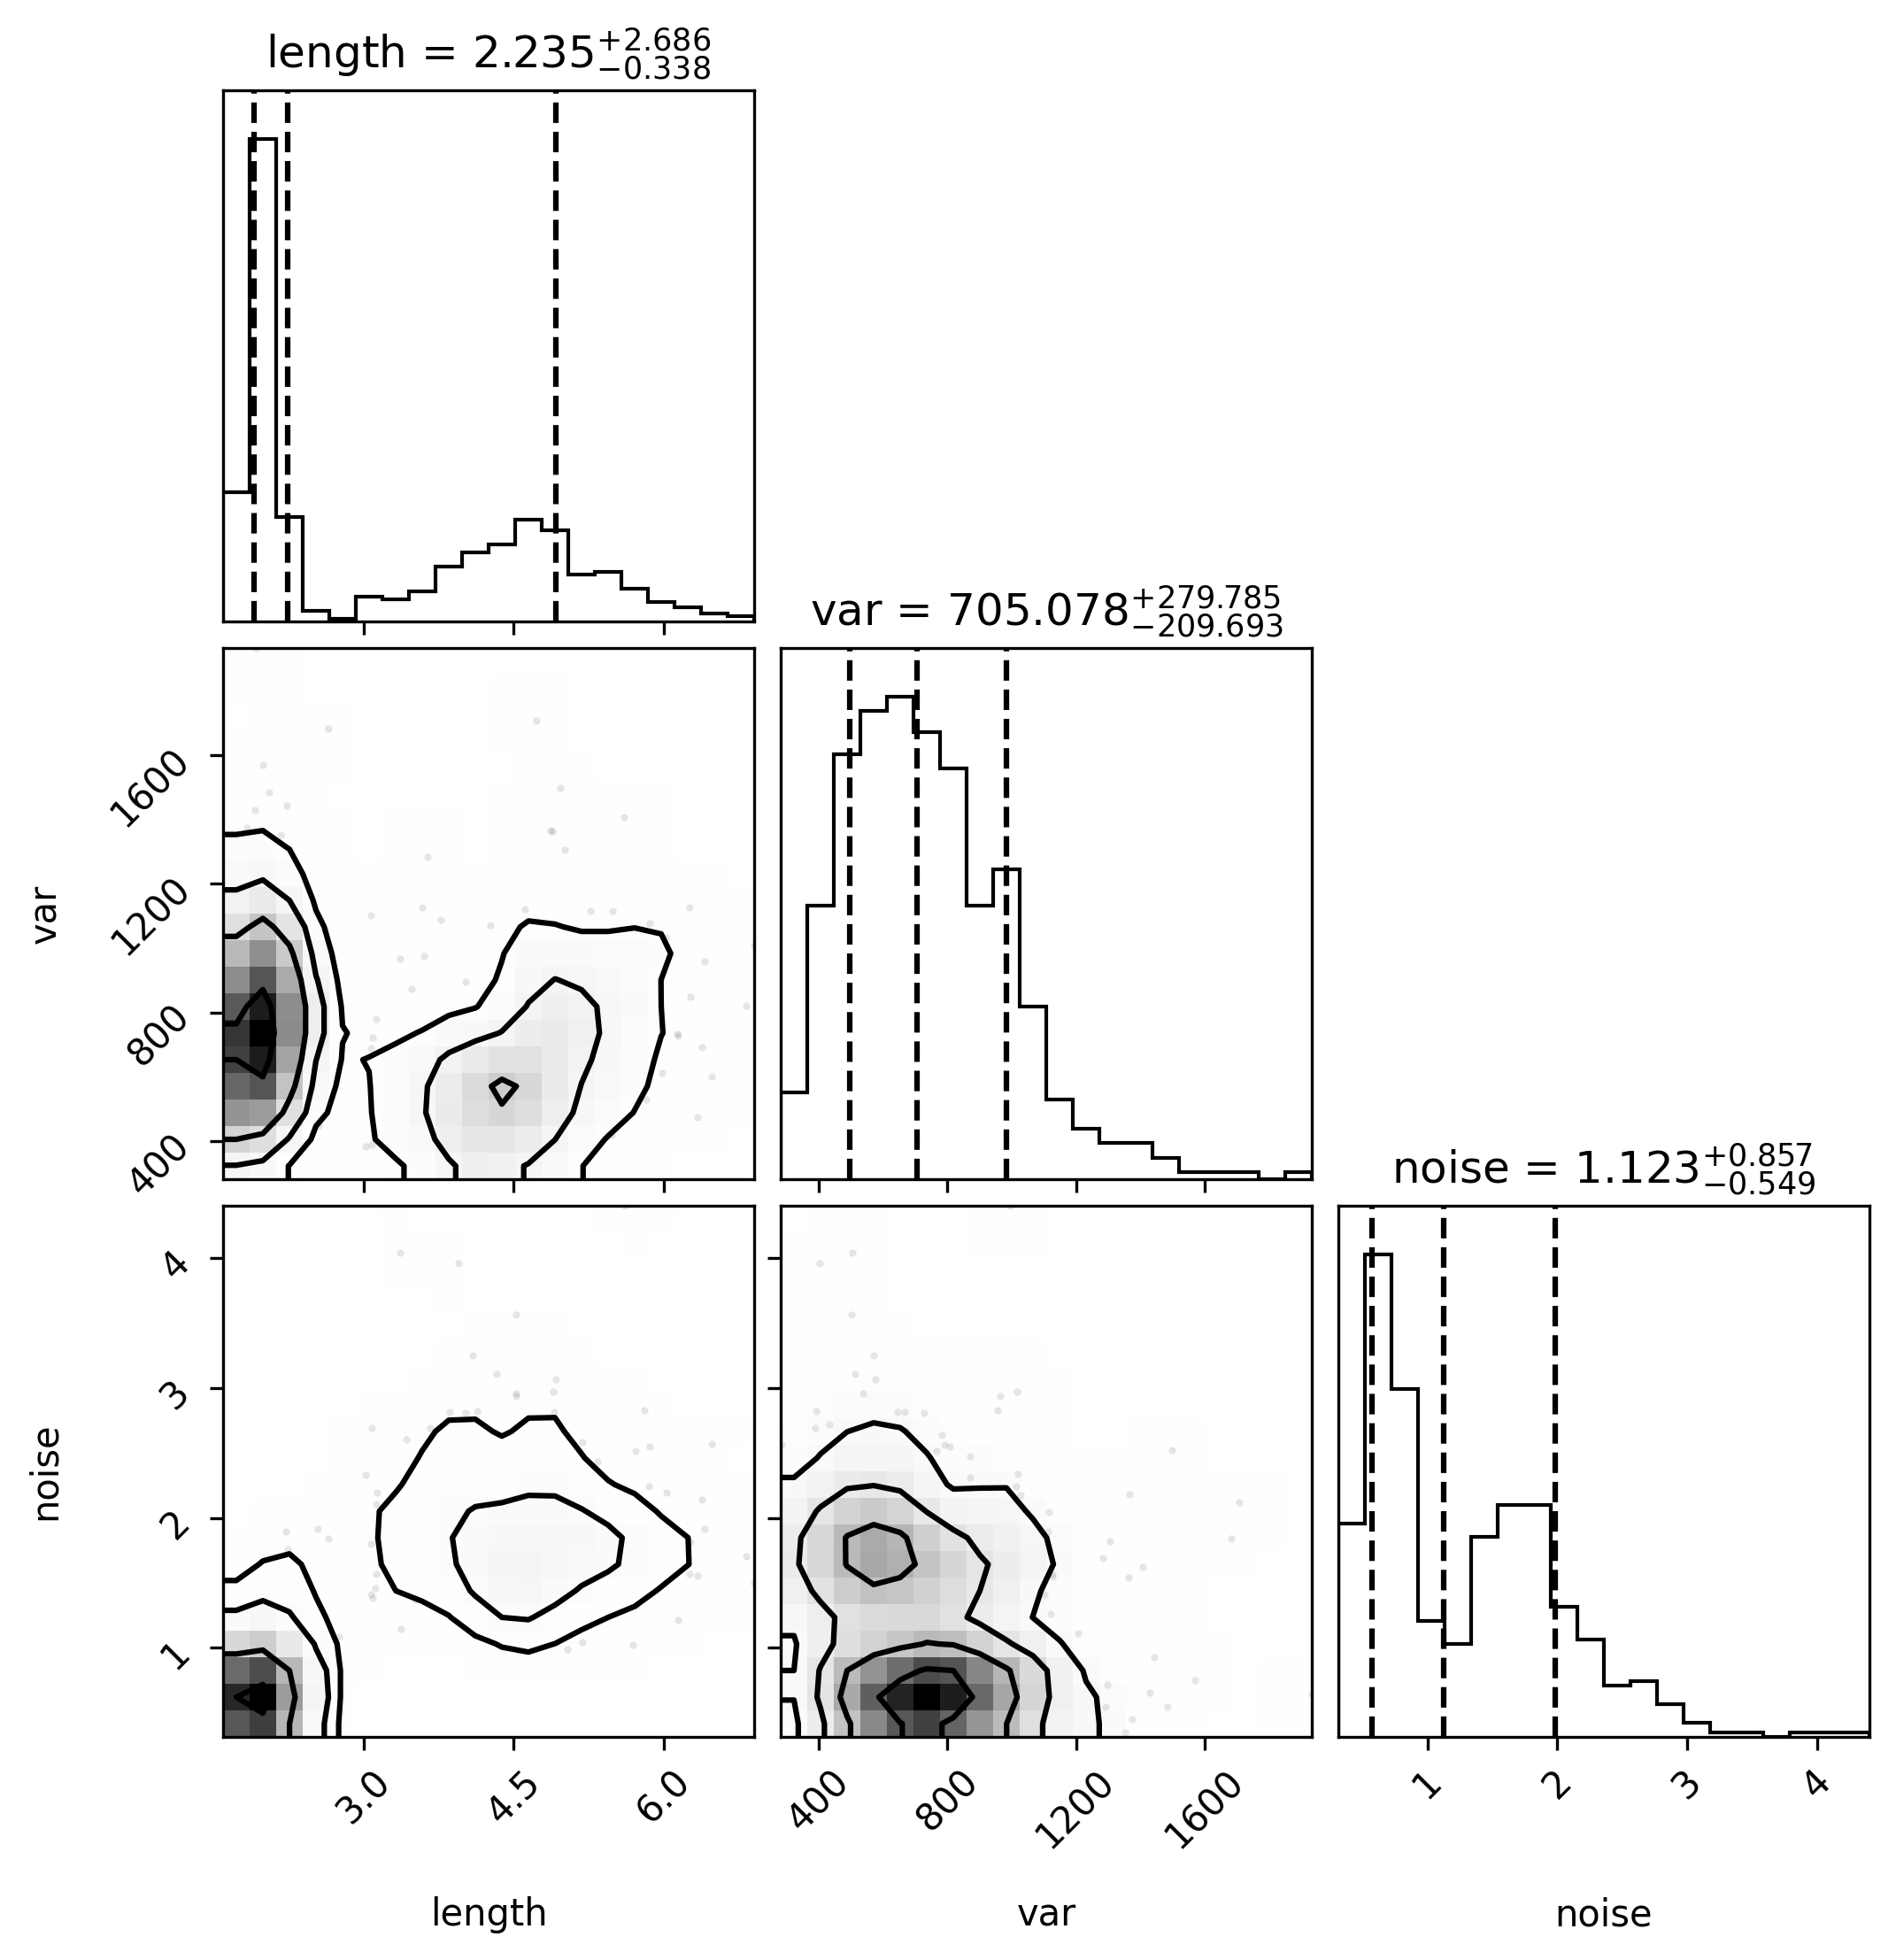 length = 2.235+2.686−0.338
var = 705.078+279.785−209.693
1600
1200
800
400
var
noise = 1.123+0.857−0.549
4
3
2
1
noise
3.0 4.5 6.0 400 800 1200 1600 1 2 3 4
length var noise